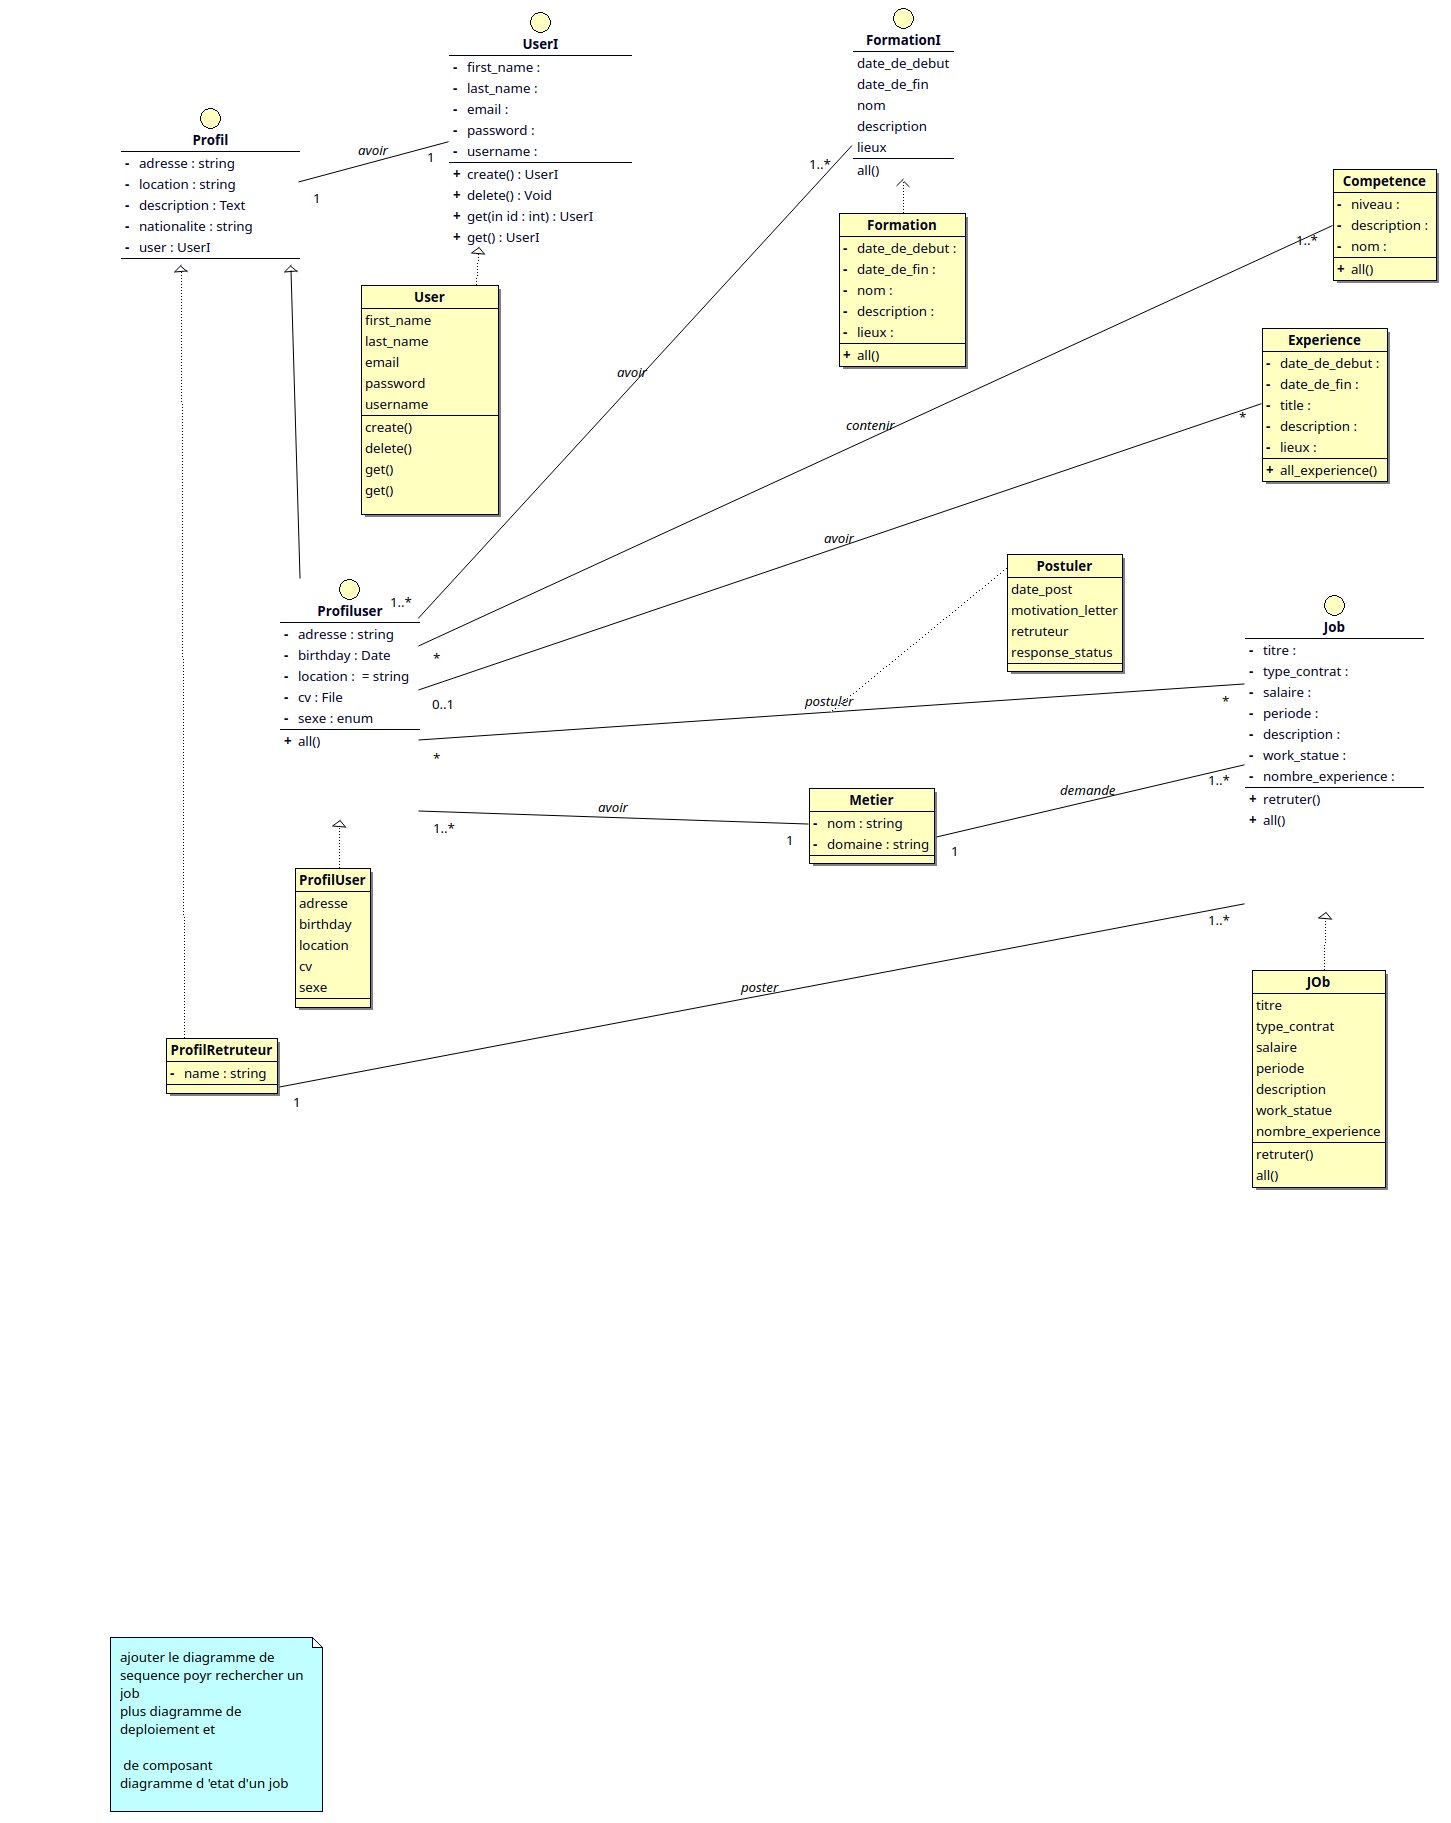 UserI
- first_name :
- last_name :
- email :
- password :
- username :
+ create() : UserI
+ delete() : Void
+ get(in id : int) : UserI
+ get() : UserI
FormationI
date_de_debut
date_de_fin
nom
description
lieux
all()
Profil
- adresse : string
- location : string
- description : Text
- nationalite : string
- user : UserI
avoir
1
1
1..*
Competence
- niveau :
- description :
- nom :
+ all()
1..*
Formation
- date_de_debut :
- date_de_fin :
- nom :
- description :
- lieux :
+ all()
User
first_name
last_name
email
password
username
create()
delete()
get()
get()
Experience
- date_de_debut :
- date_de_fin :
- title :
- description :
- lieux :
+ all_experience()
avoir
contenir
*
avoir
Postuler
date_post
motivation_letter
retruteur
response_status
Profiluser
- adresse : string
- birthday : Date
- location :  = string
- cv : File
- sexe : enum
+ all()
1..*
*
0..1
*
postuler
*
Job
- titre :
- type_contrat :
- salaire :
- periode :
- description :
- work_statue :
- nombre_experience :
+ retruter()
+ all()
avoir
1..*
1
Metier
- nom : string
- domaine : string
demande
1
1..*
ProfilUser
adresse
birthday
location
cv
sexe
1..*
poster
JOb
titre
type_contrat
salaire
periode
description
work_statue
nombre_experience
retruter()
all()
ProfilRetruteur
- name : string
1
ajouter le diagramme de
sequence poyr rechercher un
job
plus diagramme de
deploiement et
de composant
diagramme d 'etat d'un job